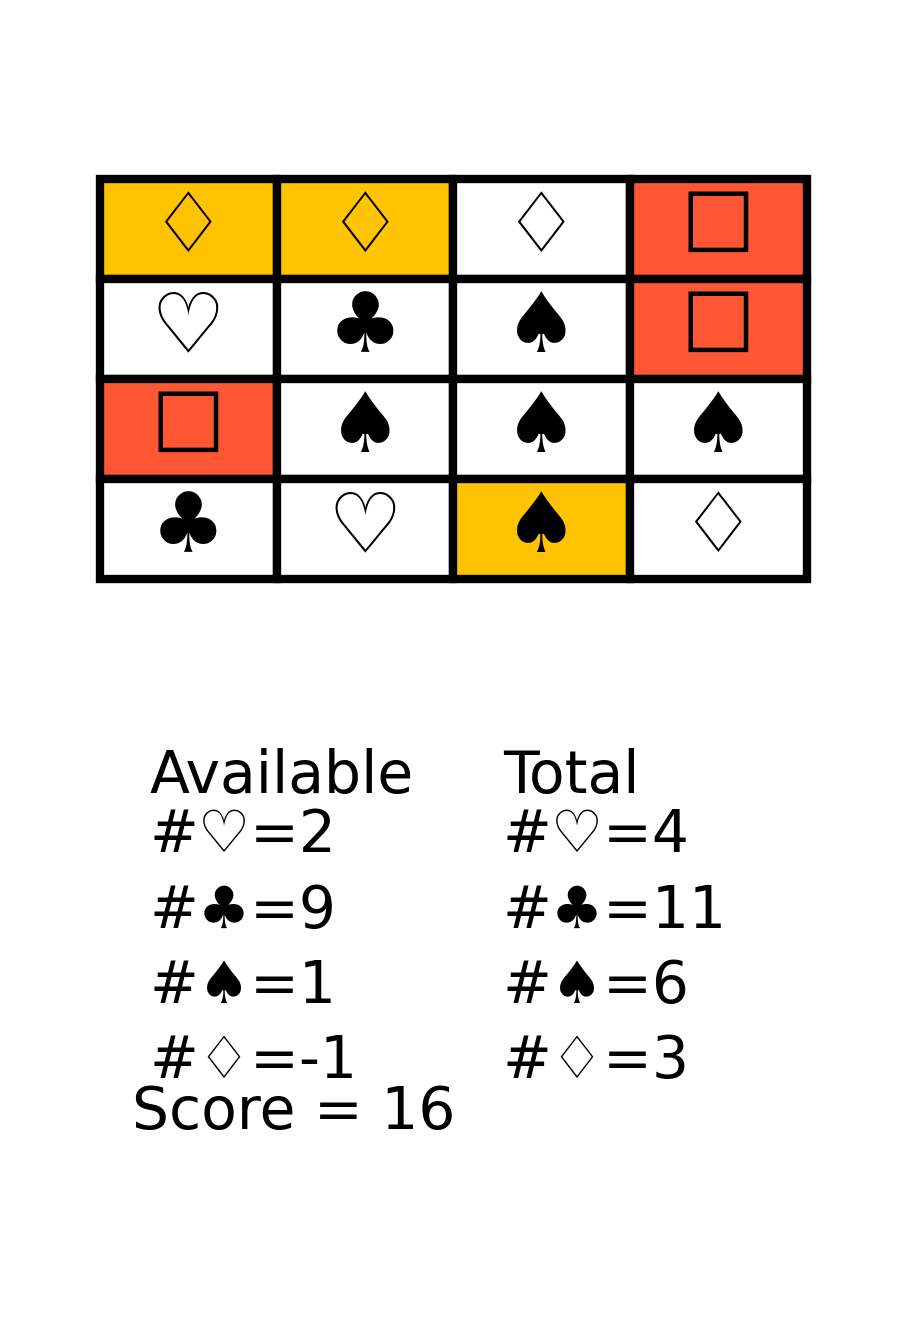 ♢ ♢ ♢ □
♡ ♣ ♠ □
□ ♠ ♠ ♠
♣ ♡ ♠ ♢
Available Total
#♡=2 #♡=4
#♣=9 #♣=11
#♠=1 #♠=6
#♢=-1 #♢=3
Score = 16